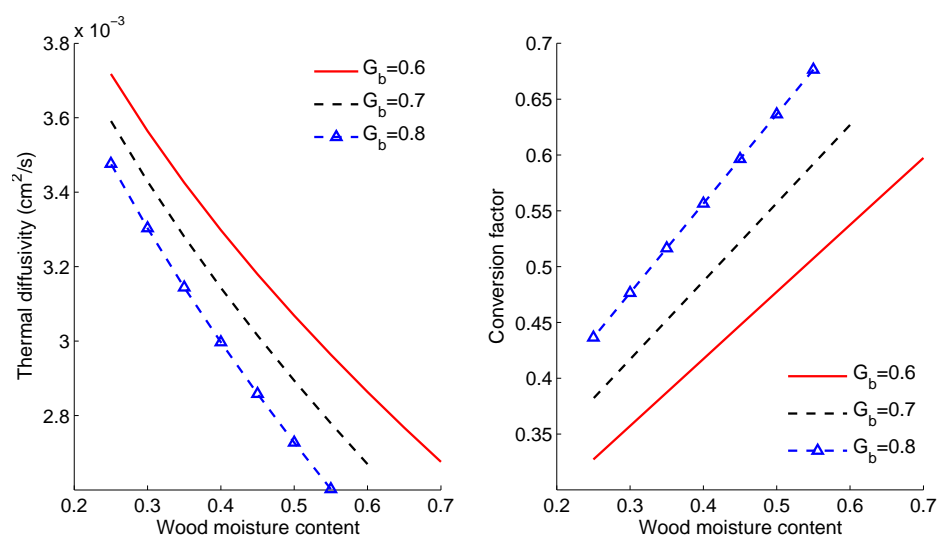 x 10⁻³
3.8
3.6
3.4
3.2
3
2.8
0.2 0.3 0.4 0.5 0.6 0.7
Wood moisture content
Thermal diffusivity (cm²/s)
G_b=0.6
G_b=0.7
G_b=0.8
0.7
0.65
0.6
0.55
0.5
0.45
0.4
0.35
0.2 0.3 0.4 0.5 0.6 0.7
Wood moisture content
Conversion factor
G_b=0.6
G_b=0.7
G_b=0.8